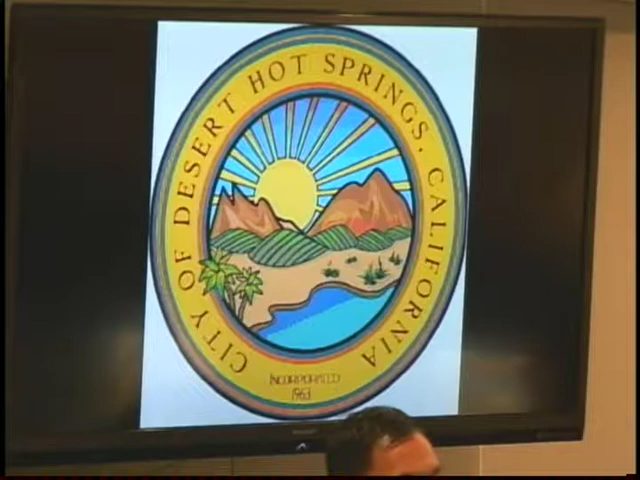 CITY OF DESERT HOT SPRINGS, CALIFORNIA
INCORPORATED
1963